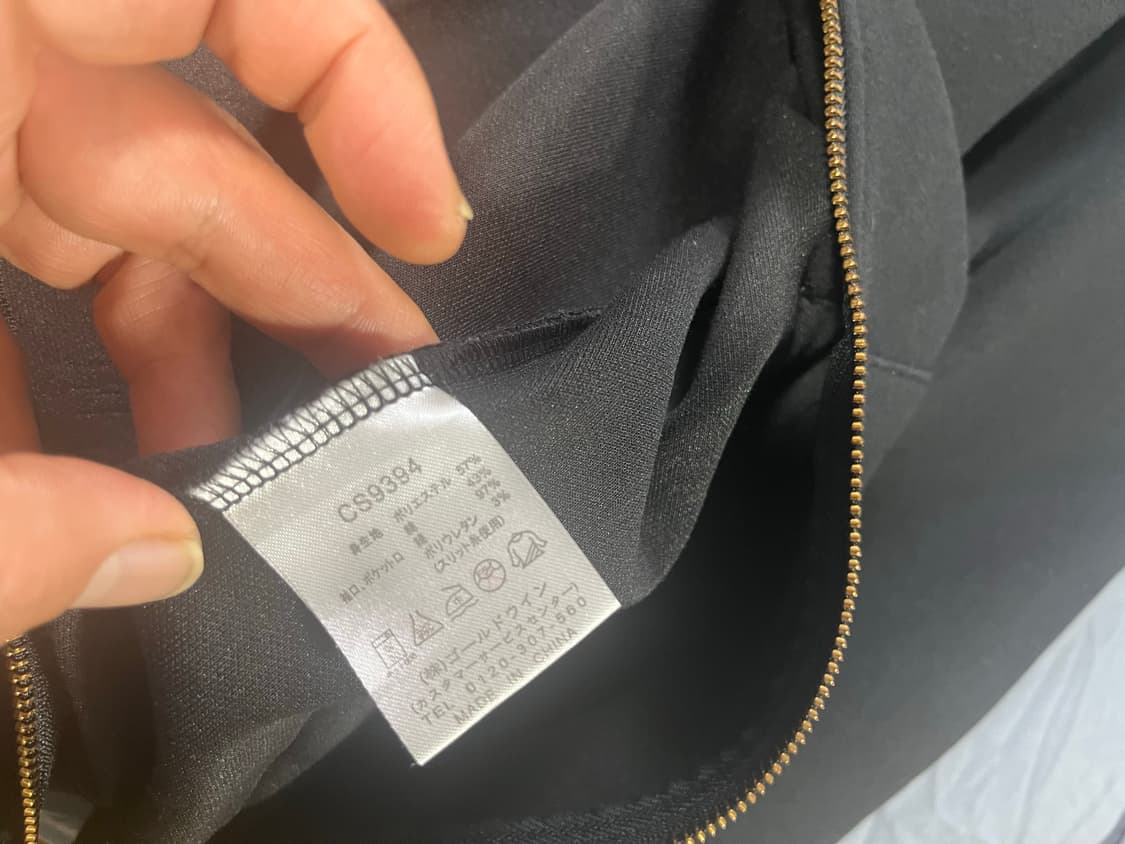 CS9394
身生地 ポリエステル 57%
綿 43%
袖口、ポケット口 綿 97%
ポリウレタン 3%
(スリット糸使用)
(株)ゴールドウイン
(カスタマーサービスセンター)
TEL 0120-307-560
MADE IN CHINA